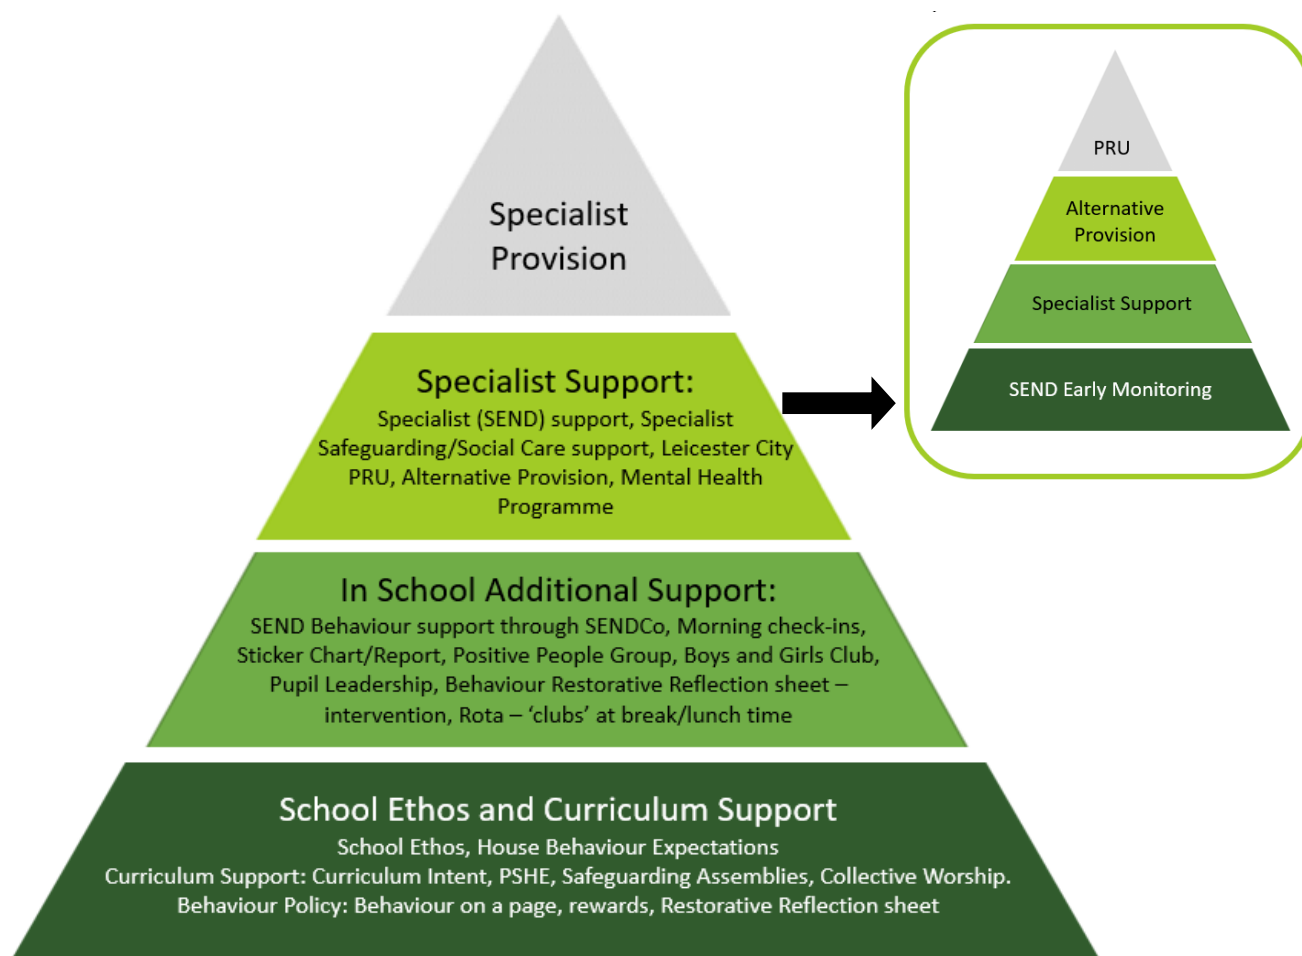 Specialist
Provision
Specialist Support:
Specialist (SEND) support, Specialist
Safeguarding/Social Care support, Leicester City
PRU, Alternative Provision, Mental Health
Programme
In School Additional Support:
SEND Behaviour support through SENDCo, Morning check-ins,
Sticker Chart/Report, Positive People Group, Boys and Girls Club,
Pupil Leadership, Behaviour Restorative Reflection sheet –
intervention, Rota – ‘clubs’ at break/lunch time
School Ethos and Curriculum Support
School Ethos, House Behaviour Expectations
Curriculum Support: Curriculum Intent, PSHE, Safeguarding Assemblies, Collective Worship.
Behaviour Policy: Behaviour on a page, rewards, Restorative Reflection sheet
PRU
Alternative
Provision
Specialist Support
SEND Early Monitoring